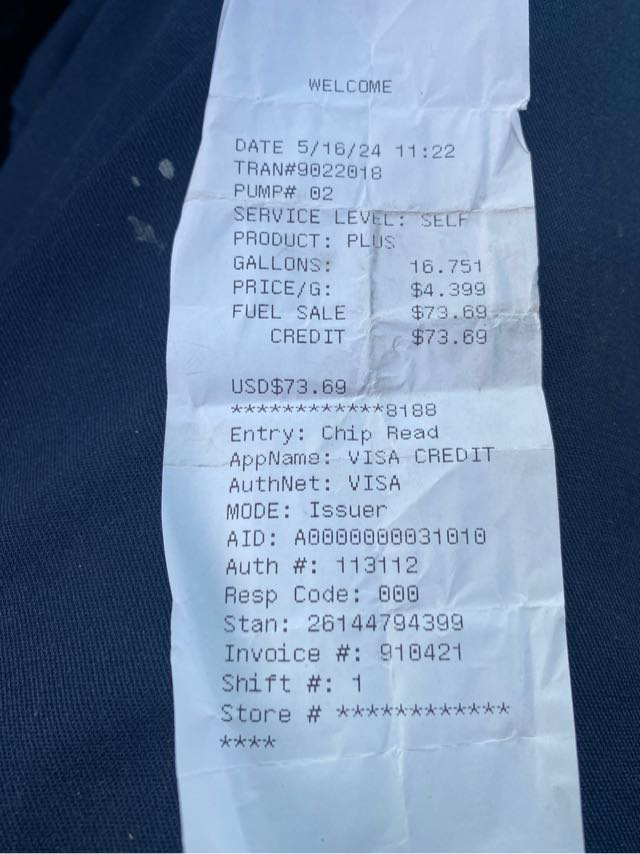 WELCOME
DATE 5/16/24 11:22
TRAN#9022018
PUMP# 02
SERVICE LEVEL: SELF
PRODUCT: PLUS
GALLONS: 16.751
PRICE/G: $4.399
FUEL SALE $73.69
CREDIT $73.69
USD$73.69
************8188
Entry: Chip Read
AppName: VISA CREDIT
AuthNet: VISA
MODE: Issuer
AID: A0000000031010
Auth #: 113112
Resp Code: 000
Stan: 26144794399
Invoice #: 910421
Shift #: 1
Store # ************
****